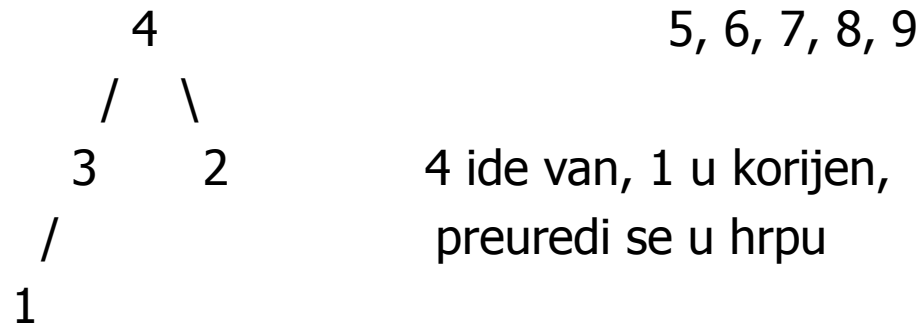 4 5, 6, 7, 8, 9
/ \
3 2 4 ide van, 1 u korijen,
/ preuredi se u hrpu
1